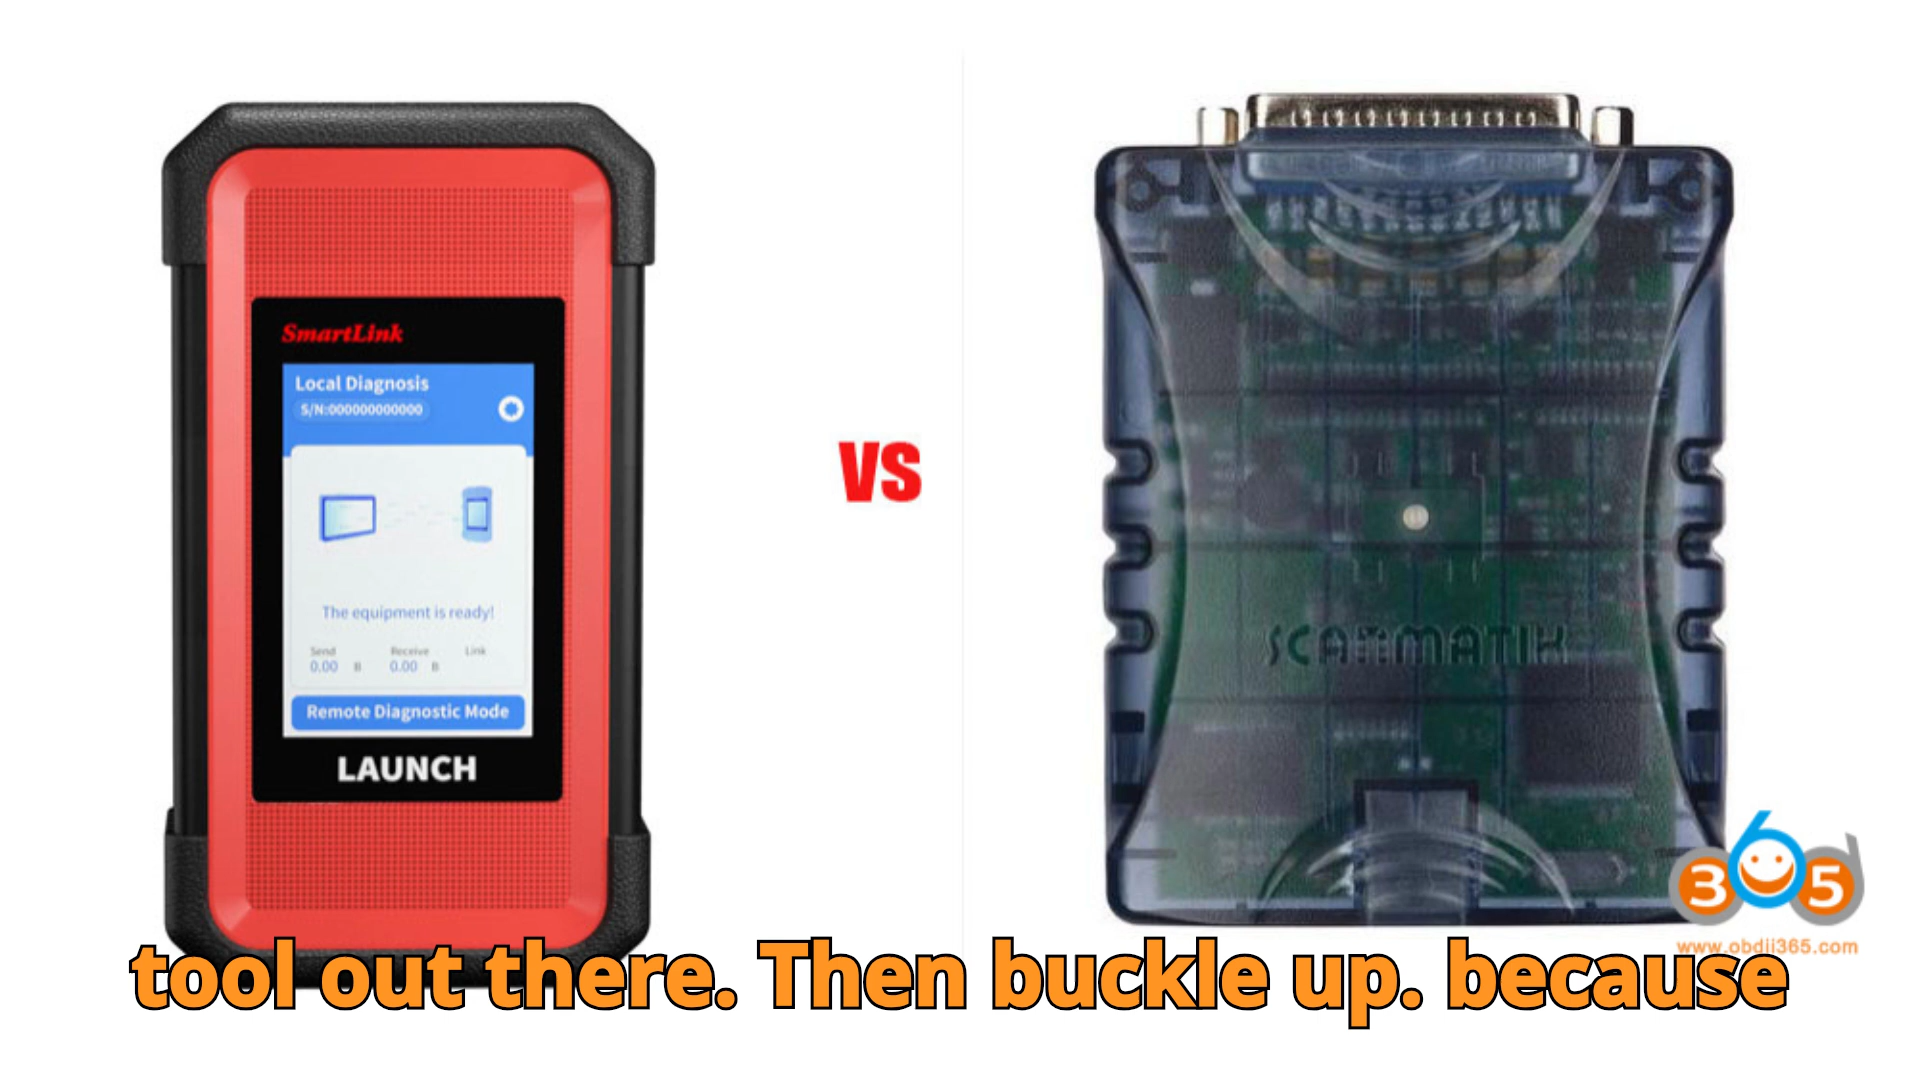 SmartLink
Local Diagnosis
S/N:000000000000
The equipment is ready!
Send Receive Link
0.00 B 0.00 B
Remote Diagnostic Mode
LAUNCH
VS
SCANMATIK
obd
365
www.obdii365.com
tool out there. Then buckle up. because